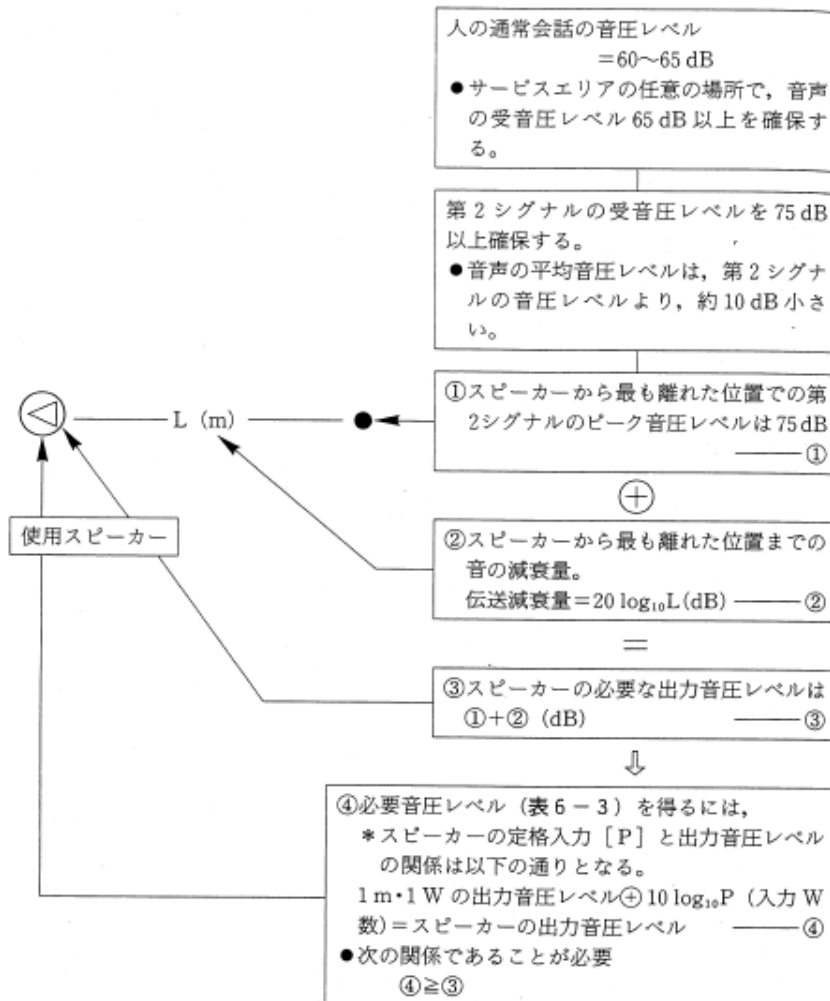 人の通常会話の音圧レベル
＝60〜65 dB
●サービスエリアの任意の場所で，音声
の受音圧レベル 65 dB 以上を確保す
る。
第2シグナルの受音圧レベルを 75 dB
以上確保する。
●音声の平均音圧レベルは，第2シグナ
ルの音圧レベルより，約 10 dB 小さ
い。
①スピーカーから最も離れた位置での第
2シグナルのピーク音圧レベルは 75 dB
———①
L（m）
⊕
使用スピーカー
②スピーカーから最も離れた位置までの
音の減衰量。
伝送減衰量＝20 log₁₀L(dB) ———②
＝
③スピーカーの必要な出力音圧レベルは
①＋②（dB） ———③
⇩
④必要音圧レベル（表6－3）を得るには，
＊スピーカーの定格入力［P］と出力音圧レベル
の関係は以下の通りとなる。
1 m・1 W の出力音圧レベル⊕10 log₁₀P（入力 W
数）＝スピーカーの出力音圧レベル ———④
●次の関係であることが必要
④≧③